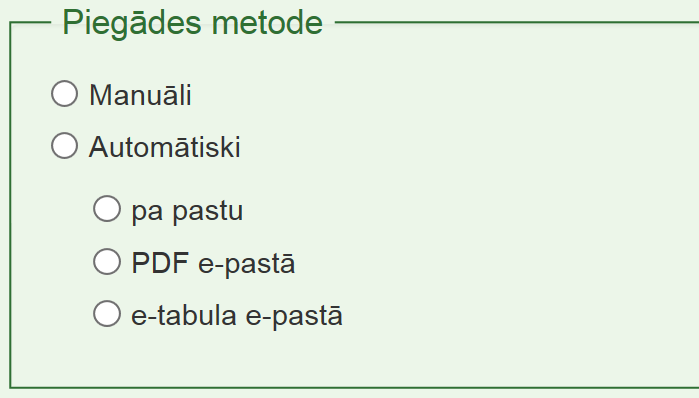 Piegādes metode
Manuāli
Automātiski
pa pastu
PDF e-pastā
e-tabula e-pastā